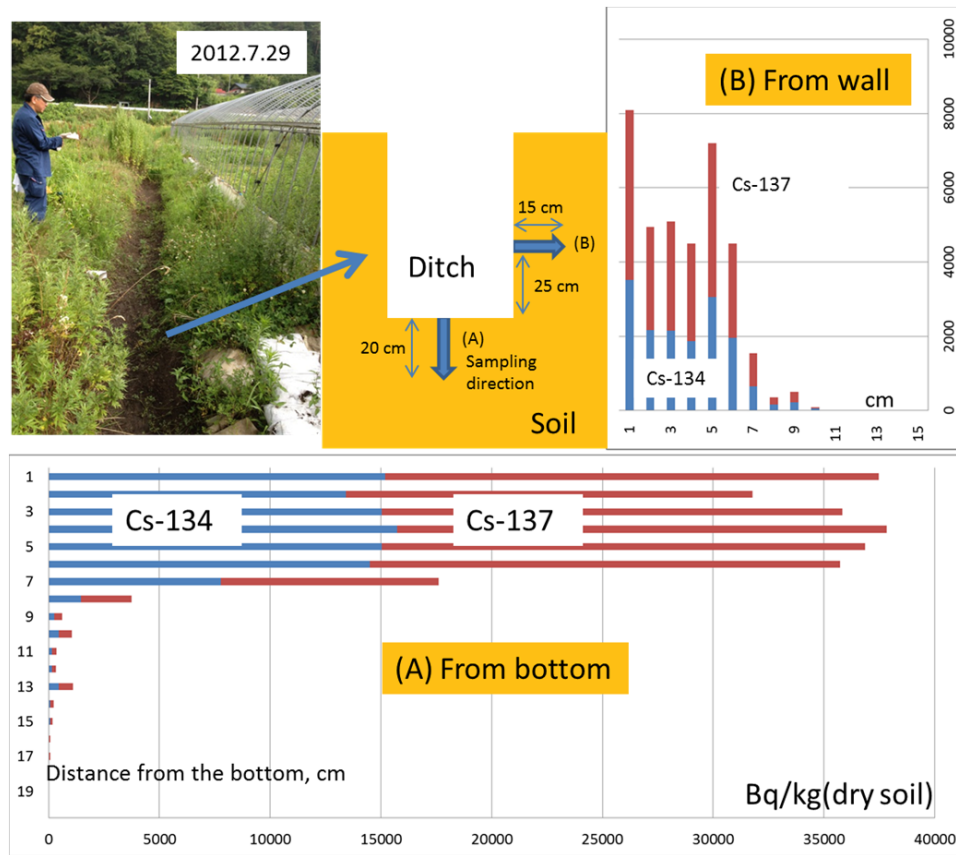 2012.7.29
Ditch
15 cm
(B)
25 cm
20 cm
(A)
Sampling
direction
Soil
(B) From wall
Cs-137
Cs-134
cm
10000
8000
6000
4000
2000
0
1 3 5 7 9 11 13 15
1
3
5
7
9
11
13
15
17
19
Cs-134 Cs-137
(A) From bottom
Distance from the bottom, cm
Bq/kg(dry soil)
0 5000 10000 15000 20000 25000 30000 35000 40000